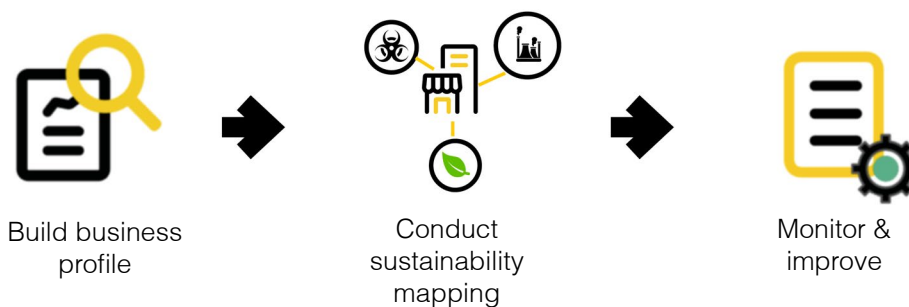 Build business
profile
Conduct
sustainability
mapping
Monitor &
improve